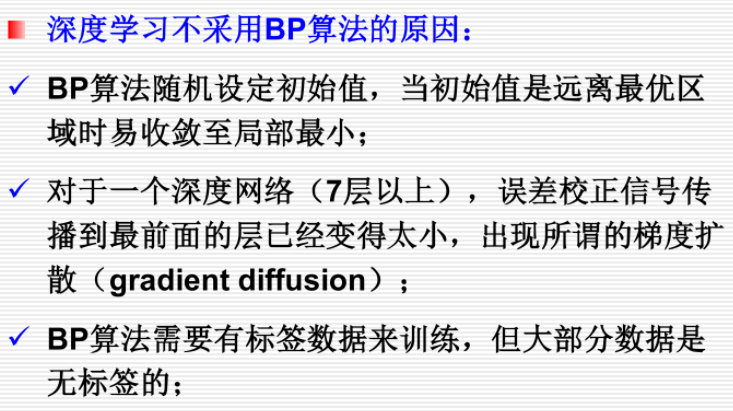 深度学习不采用BP算法的原因：
BP算法随机设定初始值，当初始值是远离最优区
域时易收敛至局部最小；
对于一个深度网络（7层以上），误差校正信号传
播到最前面的层已经变得太小，出现所谓的梯度扩
散（gradient diffusion）；
BP算法需要有标签数据来训练，但大部分数据是
无标签的；